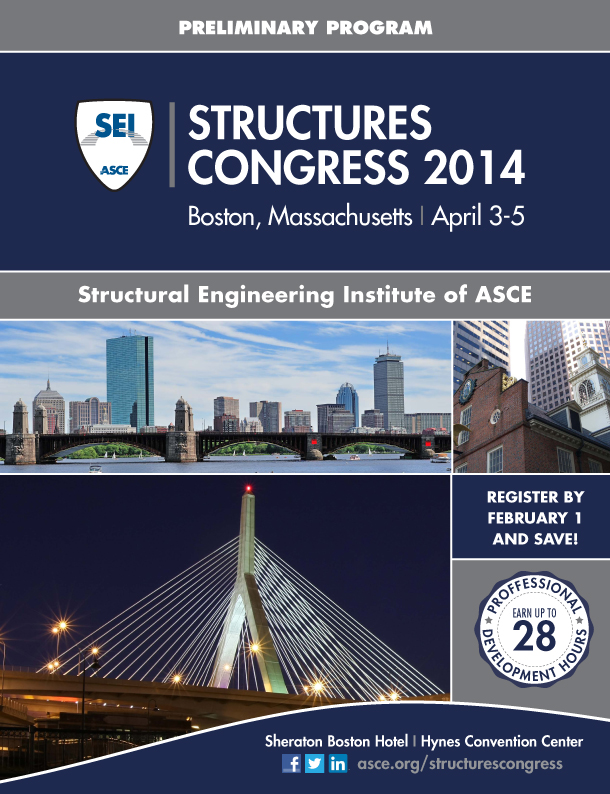 PRELIMINARY PROGRAM
SEI
ASCE
STRUCTURES
CONGRESS 2014
Boston, Massachusetts | April 3-5
Structural Engineering Institute of ASCE
REGISTER BY
FEBRUARY 1
AND SAVE!
PROFFESSIONAL
EARN UP TO
28
DEVELOPMENT HOURS
Sheraton Boston Hotel | Hynes Convention Center
f in asce.org/structurescongress